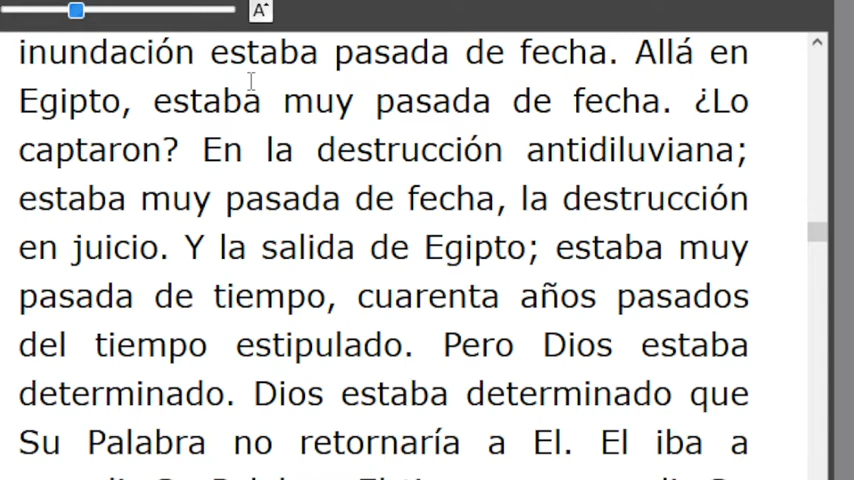 A
inundación estaba pasada de fecha. Allá en
Egipto, estaba muy pasada de fecha. ¿Lo
captaron? En la destrucción antidiluviana;
estaba muy pasada de fecha, la destrucción
en juicio. Y la salida de Egipto; estaba muy
pasada de tiempo, cuarenta años pasados
del tiempo estipulado. Pero Dios estaba
determinado. Dios estaba determinado que
Su Palabra no retornaría a El. El iba a